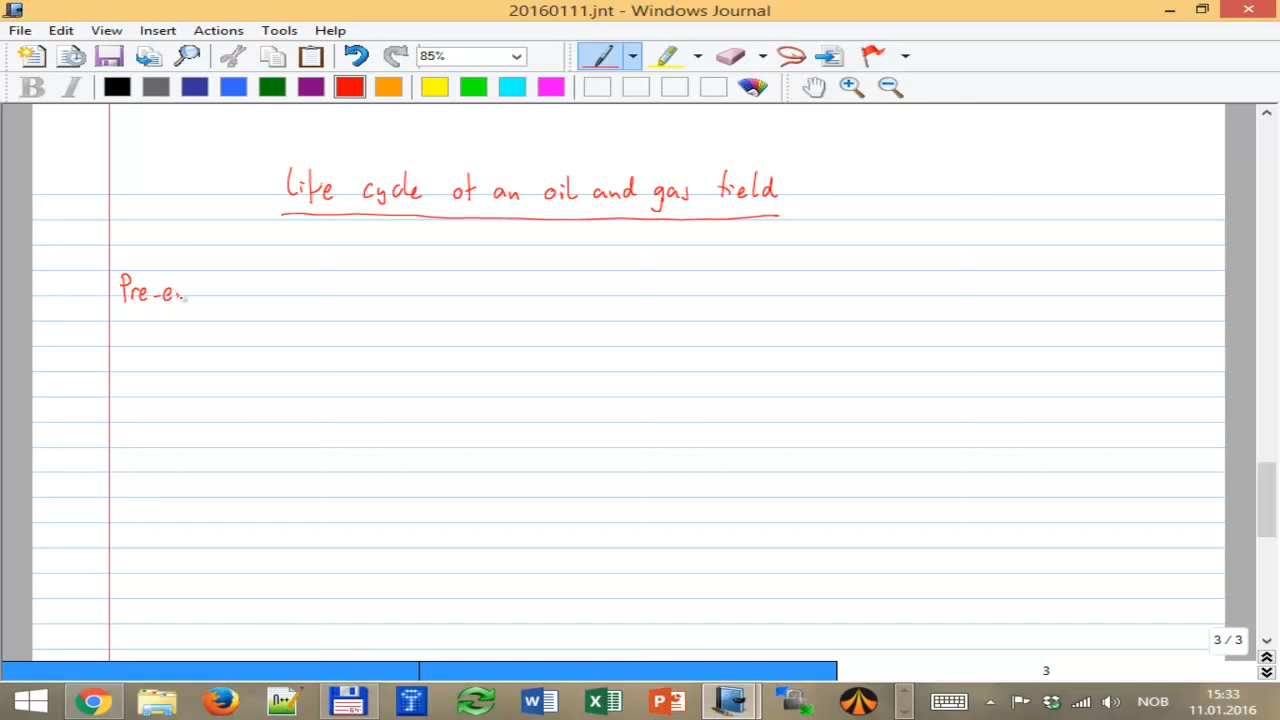 20160111.jnt - Windows Journal
File Edit View Insert Actions Tools Help
85%
B I
Life cycle of an oil and gas field
Pre-e
3 / 3
3
15:33
NOB
11.01.2016